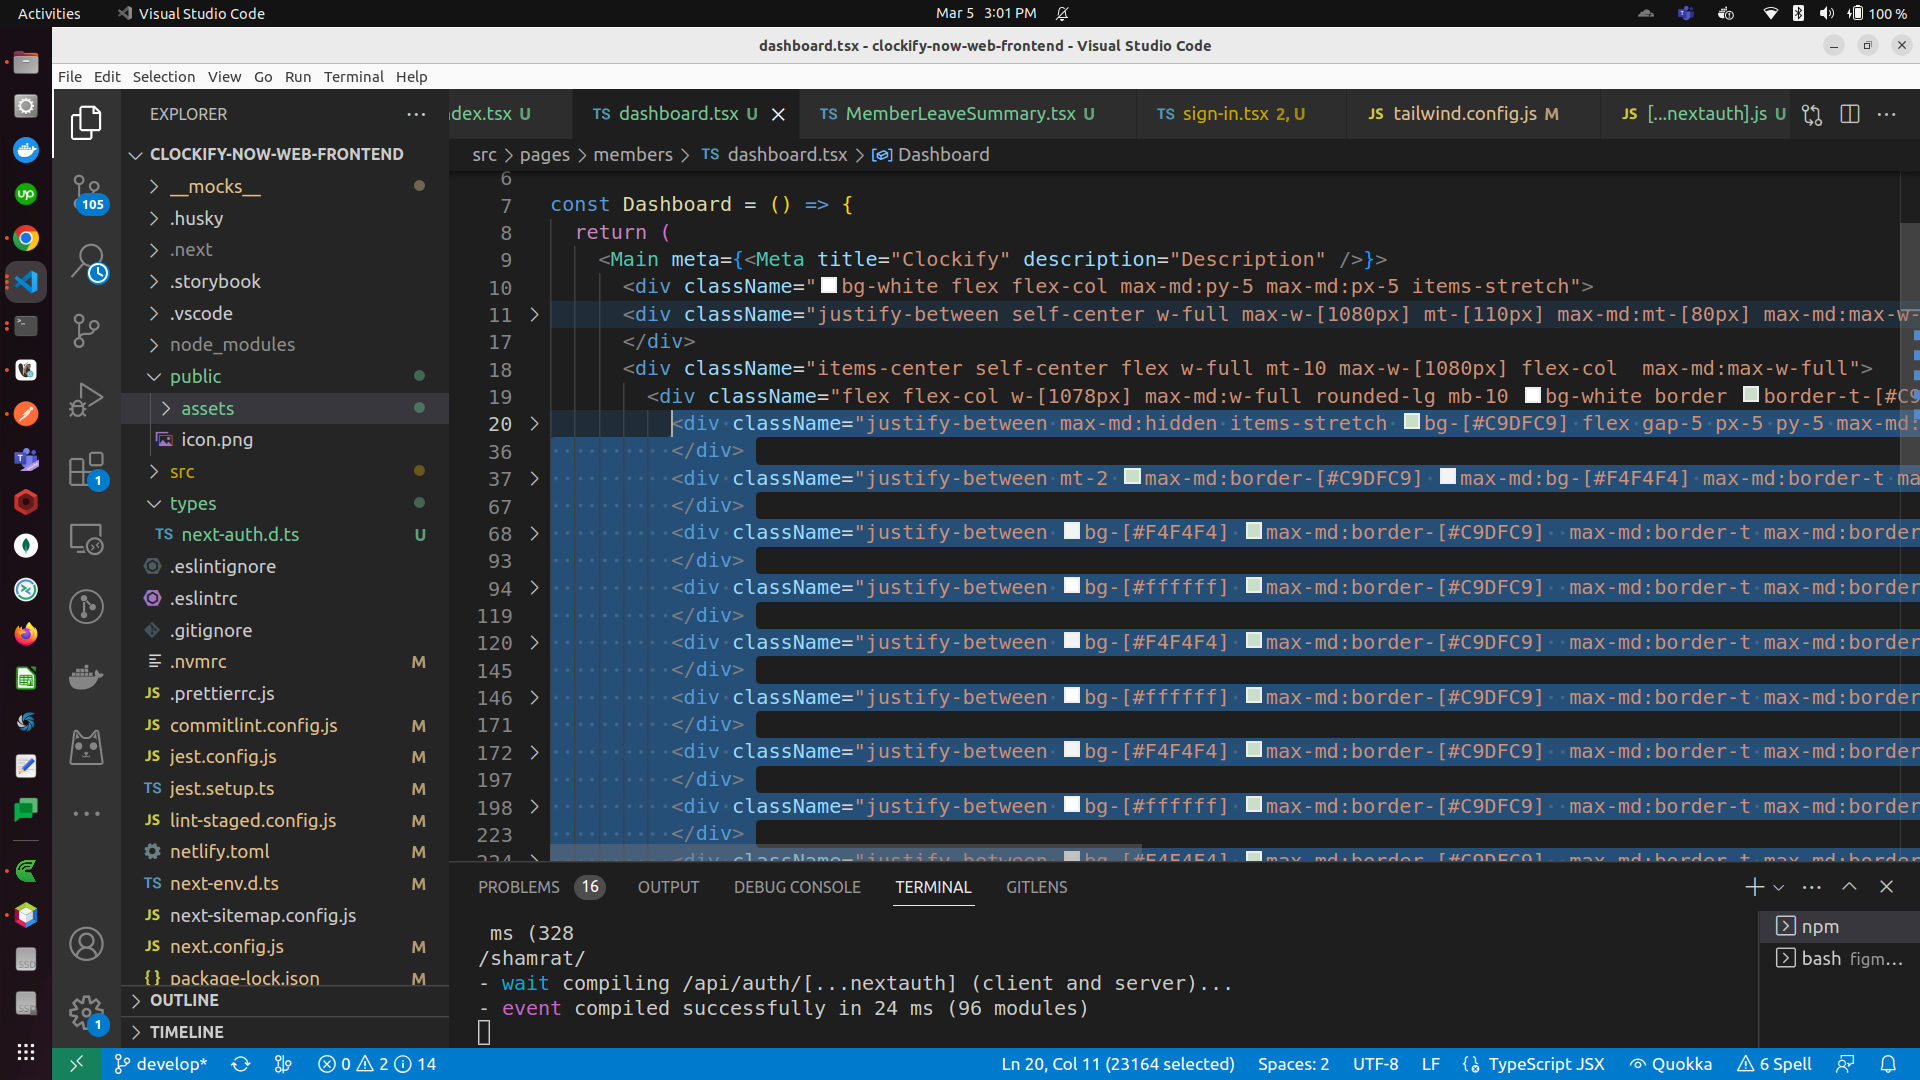 Activities
Visual Studio Code
Mar 5 3:01 PM
100 %
dashboard.tsx - clockify-now-web-frontend - Visual Studio Code
File Edit Selection View Go Run Terminal Help
EXPLORER
CLOCKIFY-NOW-WEB-FRONTEND
__mocks__
.husky
.next
.storybook
.vscode
node_modules
public
assets
icon.png
src
types
TS next-auth.d.ts U
.eslintignore
.eslintrc
.gitignore
.nvmrc M
JS .prettierrc.js
JS commitlint.config.js M
JS jest.config.js M
TS jest.setup.ts M
JS lint-staged.config.js M
netlify.toml M
TS next-env.d.ts M
JS next-sitemap.config.js
JS next.config.js M
{} package-lock.json M
OUTLINE
TIMELINE
105
1
1
dex.tsx U
TS dashboard.tsx U
TS MemberLeaveSummary.tsx U
TS sign-in.tsx 2, U
JS tailwind.config.js M
JS [...nextauth].js U
src > pages > members > TS dashboard.tsx > Dashboard
6
7 const Dashboard = () => {
8 return (
9 <Main meta={<Meta title="Clockify" description="Description" />}>
10 <div className="bg-white flex flex-col max-md:py-5 max-md:px-5 items-stretch">
11 <div className="justify-between self-center w-full max-w-[1080px] mt-[110px] max-md:mt-[80px] max-md:max-w-
17 </div>
18 <div className="items-center self-center flex w-full mt-10 max-w-[1080px] flex-col  max-md:max-w-full">
19 <div className="flex flex-col w-[1078px] max-md:w-full rounded-lg mb-10 bg-white border border-t-[#C9
20 <div className="justify-between max-md:hidden items-stretch bg-[#C9DFC9] flex gap-5 px-5 py-5 max-md:
36 </div>
37 <div className="justify-between mt-2 max-md:border-[#C9DFC9] max-md:bg-[#F4F4F4] max-md:border-t ma
67 </div>
68 <div className="justify-between bg-[#F4F4F4] max-md:border-[#C9DFC9]  max-md:border-t max-md:border
93 </div>
94 <div className="justify-between bg-[#ffffff] max-md:border-[#C9DFC9]  max-md:border-t max-md:border
119 </div>
120 <div className="justify-between bg-[#F4F4F4] max-md:border-[#C9DFC9]  max-md:border-t max-md:border
145 </div>
146 <div className="justify-between bg-[#ffffff] max-md:border-[#C9DFC9]  max-md:border-t max-md:border
171 </div>
172 <div className="justify-between bg-[#F4F4F4] max-md:border-[#C9DFC9]  max-md:border-t max-md:border
197 </div>
198 <div className="justify-between bg-[#ffffff] max-md:border-[#C9DFC9]  max-md:border-t max-md:border
223 </div>
224 <div className="justify-between bg-[#F4F4F4] max-md:border-[#C9DFC9]  max-md:border-t max-md:border
PROBLEMS 16 OUTPUT DEBUG CONSOLE TERMINAL GITLENS
ms (328
/shamrat/
- wait compiling /api/auth/[...nextauth] (client and server)...
- event compiled successfully in 24 ms (96 modules)
npm
bash figm...
develop* 0 2 14
Ln 20, Col 11 (23164 selected) Spaces: 2 UTF-8 LF {} TypeScript JSX Quokka 6 Spell